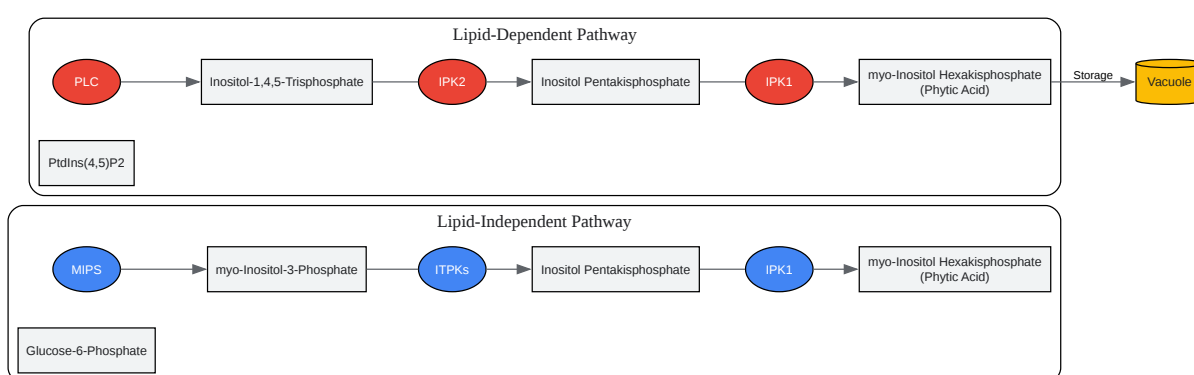 Lipid-Dependent Pathway
PLC
Inositol-1,4,5-Trisphosphate
IPK2
Inositol Pentakisphosphate
IPK1
myo-Inositol Hexakisphosphate
(Phytic Acid)
Storage
Vacuole
PtdIns(4,5)P2
Lipid-Independent Pathway
MIPS
myo-Inositol-3-Phosphate
ITPKs
Inositol Pentakisphosphate
IPK1
myo-Inositol Hexakisphosphate
(Phytic Acid)
Glucose-6-Phosphate